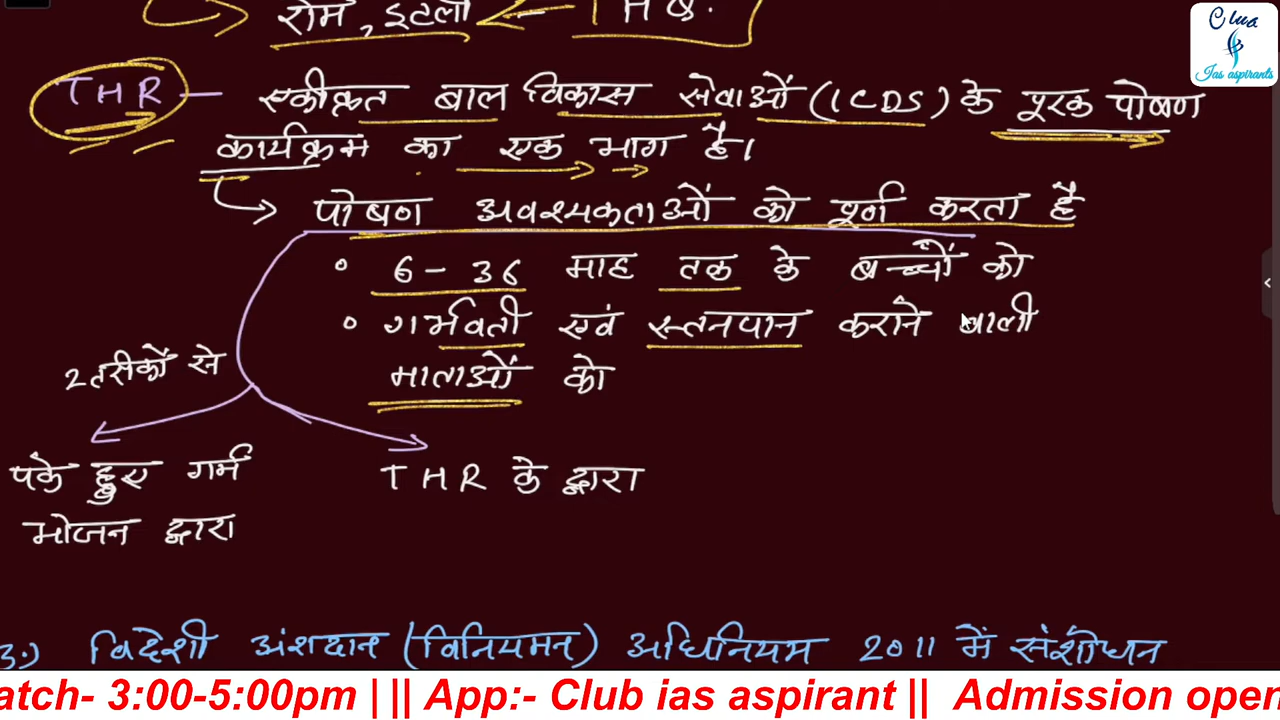 रोम, इटली ← THR
Club
Ias aspirants
THR — एकीकृत बाल विकास सेवाओं (ICDS) के पूरक पोषण
कार्यक्रम का एक भाग है।
पोषण अवश्यकताओं को पूर्ण करता है
• 6 - 36 माह तक के बच्चों को
• गर्भवती एवं स्तनपान कराने वाली
माताओं को
2 तरीकों से
पके हुए गर्म
भोजन द्वारा
THR के द्वारा
3.) विदेशी अंशदान (विनियमन) अधिनियम 2011 में संशोधन
atch- 3:00-5:00pm | || App:- Club ias aspirant || Admission open